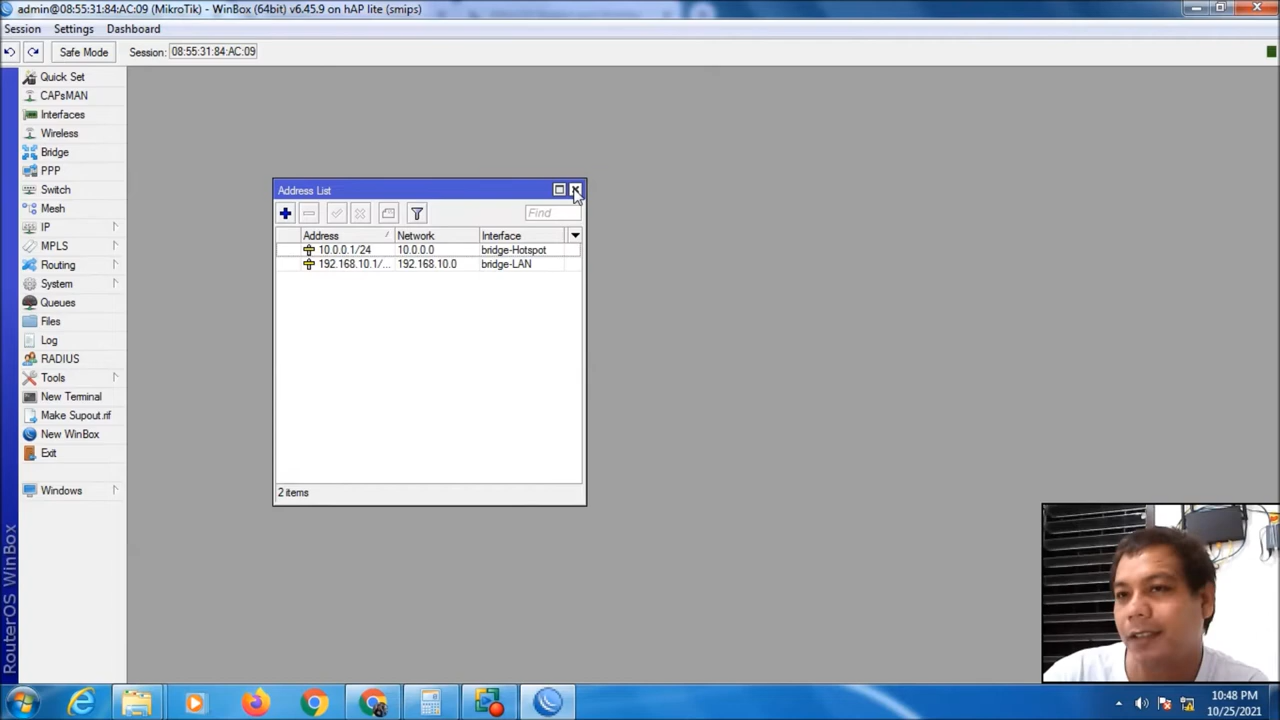 admin@08:55:31:84:AC:09 (MikroTik) - WinBox (64bit) v6.45.9 on hAP lite (smips)
Session Settings Dashboard
Safe Mode Session: 08:55:31:84:AC:09
Quick Set
CAPsMAN
Interfaces
Wireless
Bridge
PPP
Switch
Mesh
IP
MPLS
Routing
System
Queues
Files
Log
RADIUS
Tools
New Terminal
Make Supout.rif
New WinBox
Exit
Windows
RouterOS WinBox
Address List
Find
Address Network Interface
10.0.0.1/24 10.0.0.0 bridge-Hotspot
192.168.10.1/... 192.168.10.0 bridge-LAN
2 items
10:48 PM
10/25/2021